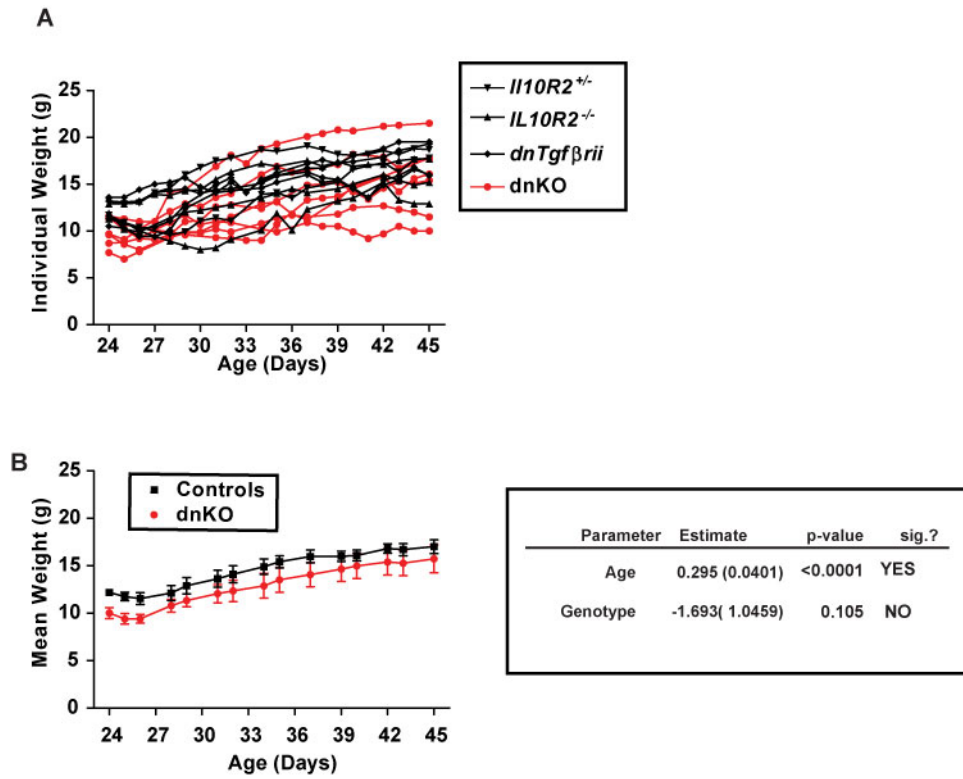 A
Individual Weight (g)
25
20
15
10
5
0
24 27 30 33 36 39 42 45
Age (Days)
Il10R2+/-
IL10R2-/-
dnTgfβrii
dnKO
B
Mean Weight (g)
25
20
15
10
5
0
24 27 31 33 36 39 42 45
Age (Days)
Controls
dnKO
Parameter Estimate p-value sig.?
Age 0.295 (0.0401) <0.0001 YES
Genotype -1.693( 1.0459) 0.105 NO